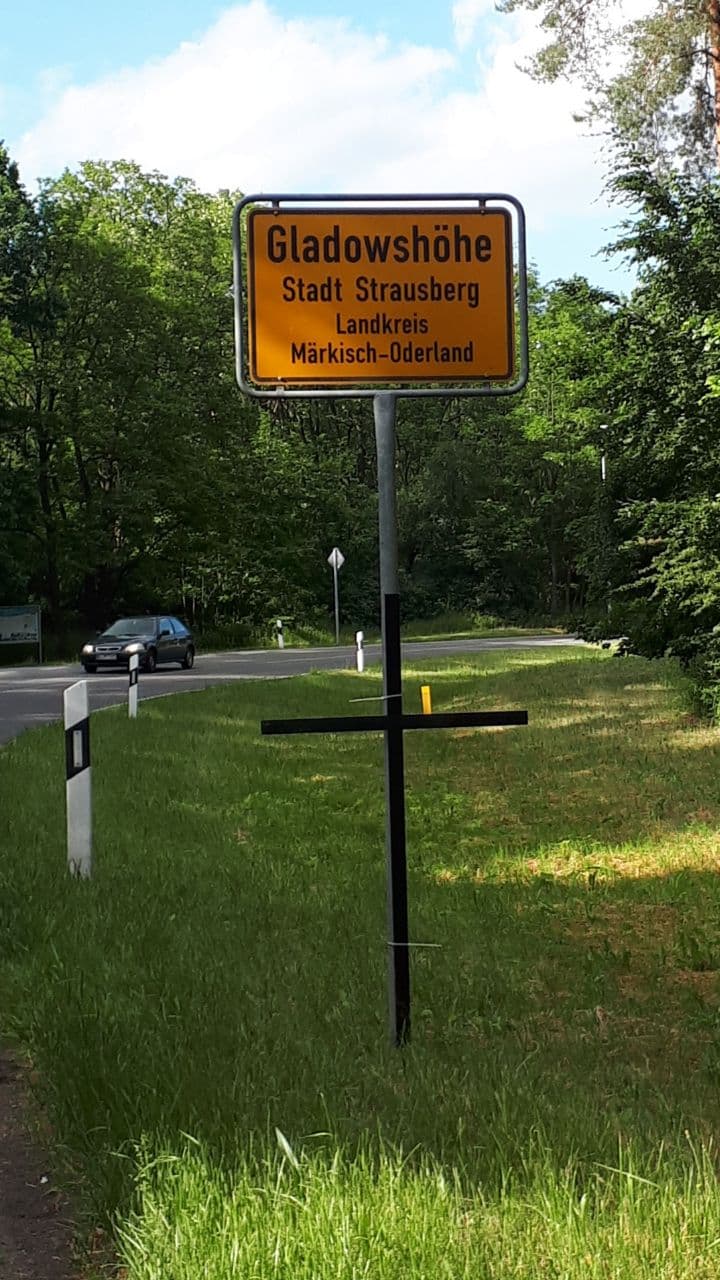 Gladowshöhe
Stadt Strausberg
Landkreis
Märkisch-Oderland